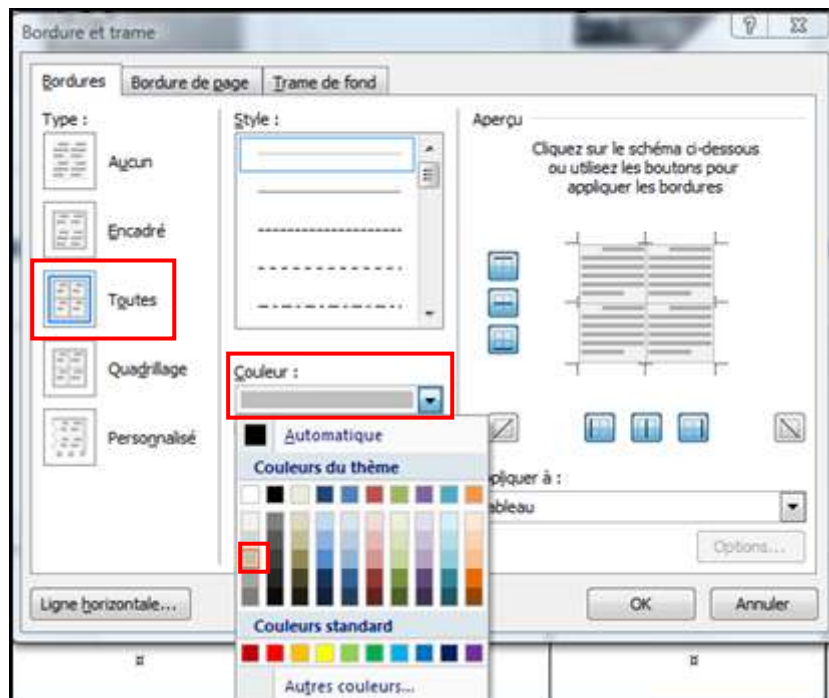 Bordure et trame
Bordures
Bordure de page
Trame de fond
Type :
Aucun
Encadré
Toutes
Quadrillage
Personnalisé
Style :
Couleur :
Automatique
Couleurs du thème
Couleurs standard
Autres couleurs...
Aperçu
Cliquez sur le schéma ci-dessous
ou utilisez les boutons pour
appliquer les bordures
pliquer à :
ableau
Options...
Ligne horizontale...
OK
Annuler
¤
¤